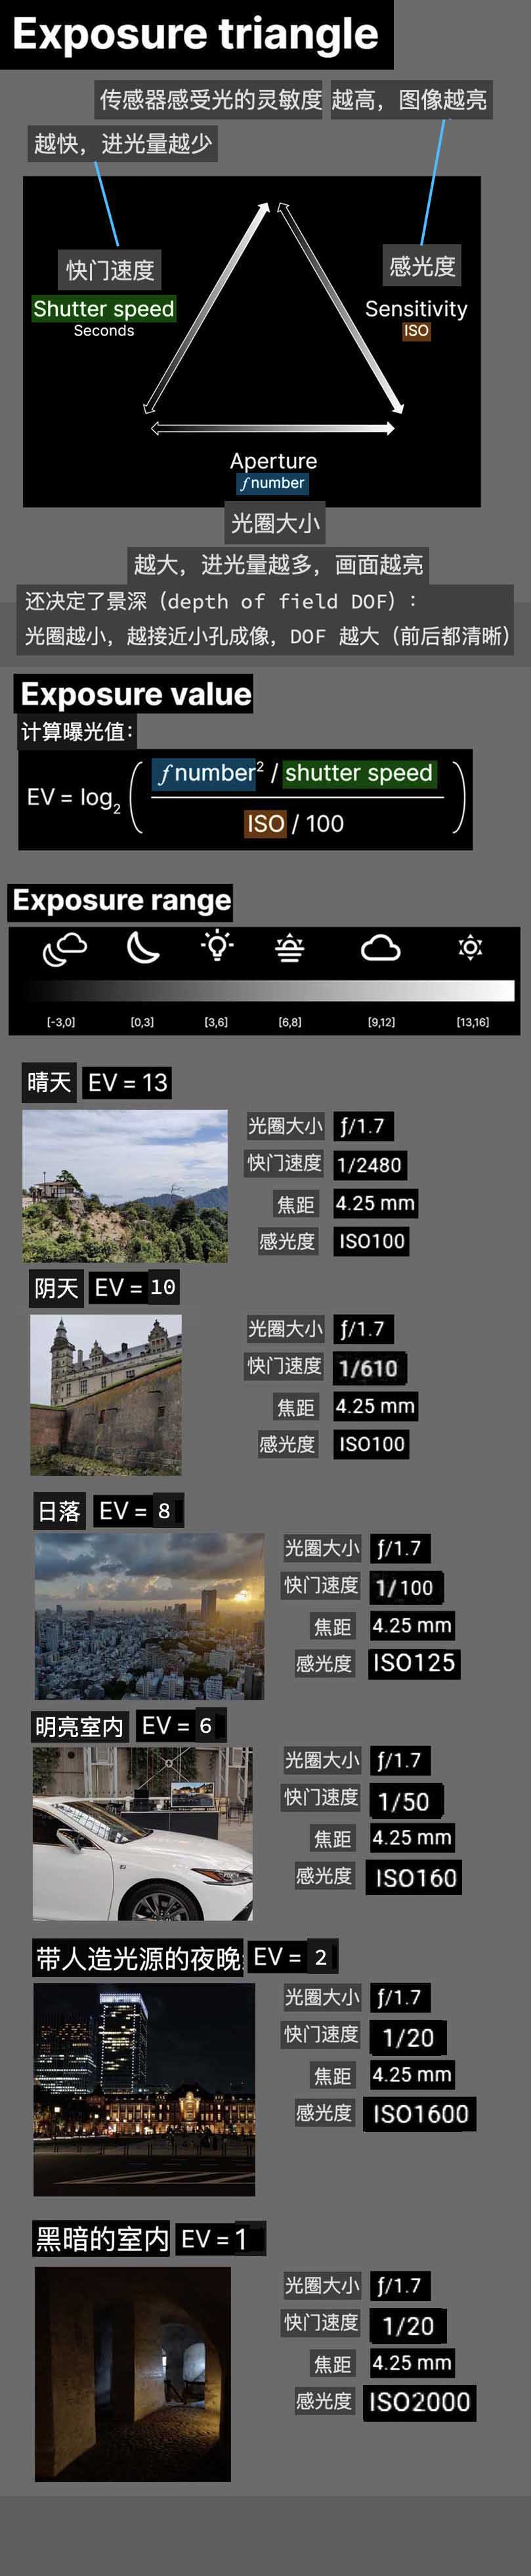 Exposure triangle
传感器感受光的灵敏度 越高，图像越亮
越快，进光量越少
快门速度
Shutter speed
Seconds
感光度
Sensitivity
ISO
Aperture
ƒ number
光圈大小
越大，进光量越多，画面越亮
还决定了景深（depth of field DOF）:
光圈越小，越接近小孔成像，DOF 越大（前后都清晰）
Exposure value
计算曝光值:
EV = log₂ ( ƒ number² / shutter speed
ISO / 100 )
Exposure range
[-3,0] [0,3] [3,6] [6,8] [9,12] [13,16]
晴天 EV = 13
光圈大小 ƒ/1.7
快门速度 1/2480
焦距 4.25 mm
感光度 ISO100
阴天 EV = 10
光圈大小 ƒ/1.7
快门速度 1/610
焦距 4.25 mm
感光度 ISO100
日落 EV = 8
光圈大小 ƒ/1.7
快门速度 1/100
焦距 4.25 mm
感光度 ISO125
明亮室内 EV = 6
光圈大小 ƒ/1.7
快门速度 1/50
焦距 4.25 mm
感光度 ISO160
带人造光源的夜晚 EV = 2
光圈大小 ƒ/1.7
快门速度 1/20
焦距 4.25 mm
感光度 ISO1600
黑暗的室内 EV = 1
光圈大小 ƒ/1.7
快门速度 1/20
焦距 4.25 mm
感光度 ISO2000